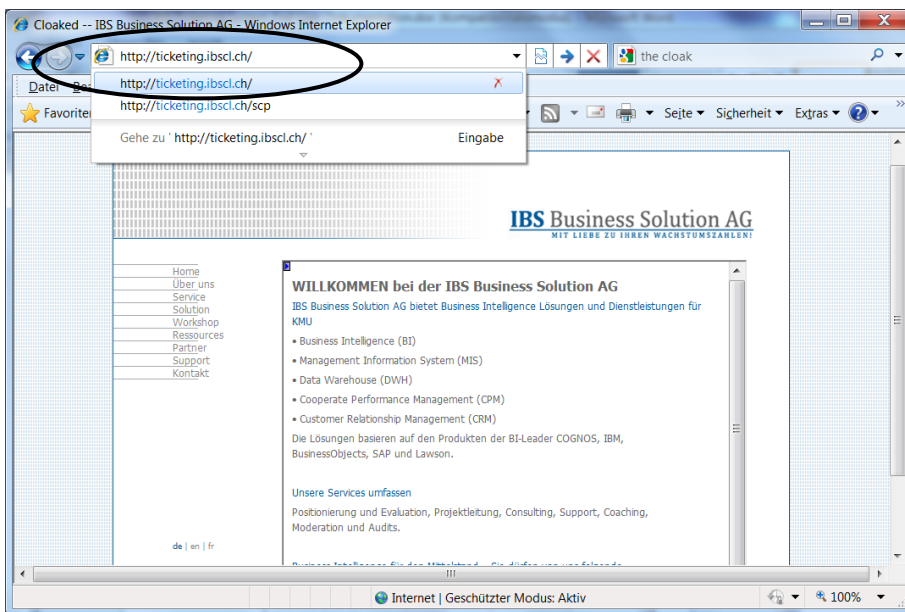 Cloaked -- IBS Business Solution AG - Windows Internet Explorer
http://ticketing.ibscl.ch/
the cloak
http://ticketing.ibscl.ch/
http://ticketing.ibscl.ch/scp
Gehe zu ' http://ticketing.ibscl.ch/ ' Eingabe
Datei
Favoriten
Seite Sicherheit Extras
IBS Business Solution AG
MIT LIEBE ZU IHREN WACHSTUMSZAHLEN!
Home
Über uns
Service
Solution
Workshop
Ressources
Partner
Support
Kontakt
WILLKOMMEN bei der IBS Business Solution AG
IBS Business Solution AG bietet Business Intelligence Lösungen und Dienstleistungen für
KMU
• Business Intelligence (BI)
• Management Information System (MIS)
• Data Warehouse (DWH)
• Cooperate Performance Management (CPM)
• Customer Relationship Management (CRM)
Die Lösungen basieren auf den Produkten der BI-Leader COGNOS, IBM,
BusinessObjects, SAP und Lawson.
Unsere Services umfassen
Positionierung und Evaluation, Projektleitung, Consulting, Support, Coaching,
Moderation und Audits.
de | en | fr
Internet | Geschützter Modus: Aktiv
100%